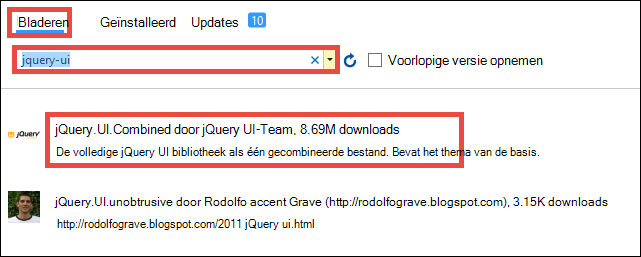 Bladeren Geïnstalleerd Updates 10
jquery-ui Voorlopige versie opnemen
jQuery jQuery.UI.Combined door jQuery UI-Team, 8.69M downloads
De volledige jQuery UI bibliotheek als één gecombineerde bestand. Bevat het thema van de basis.
jQuery.UI.unobtrusive door Rodolfo accent Grave (http://rodolfograve.blogspot.com), 3.15K downloads
http://rodolfograve.blogspot.com/2011 jQuery ui.html